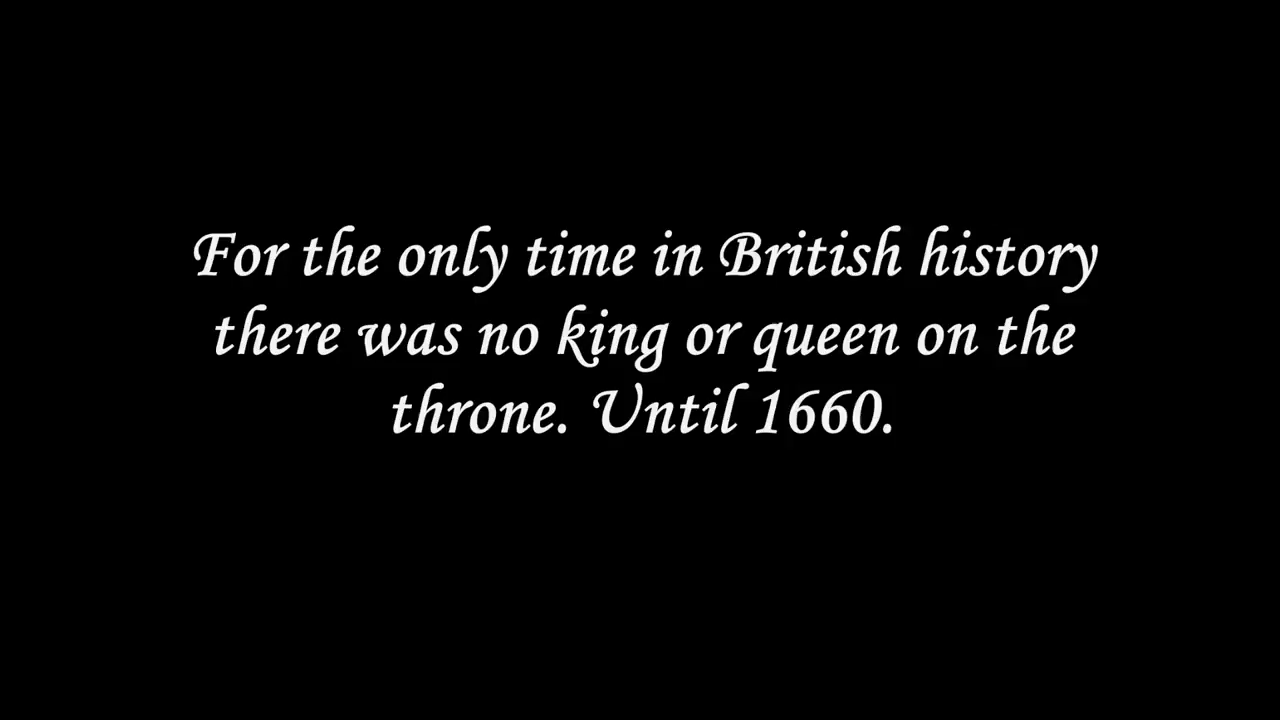 For the only time in British history
there was no king or queen on the
throne. Until 1660.